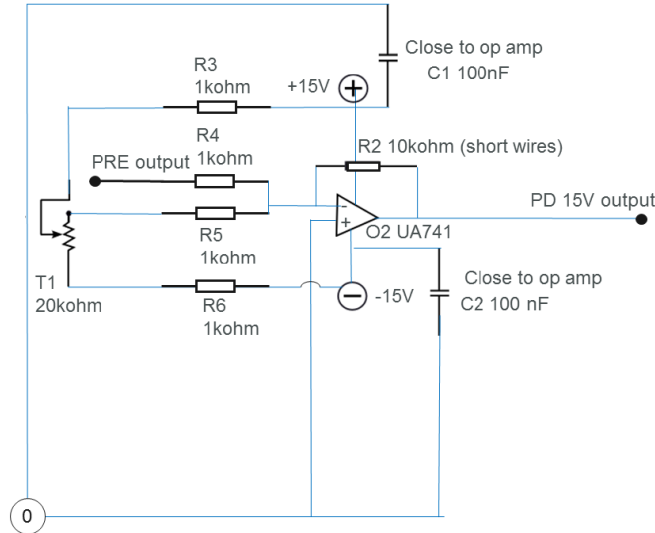 Close to op amp
C1 100nF
R3
1kohm
+15V
R4
1kohm
R2 10kohm (short wires)
PRE output
PD 15V output
-
+
O2 UA741
R5
1kohm
T1
20kohm
R6
1kohm
-15V
Close to op amp
C2 100 nF
0